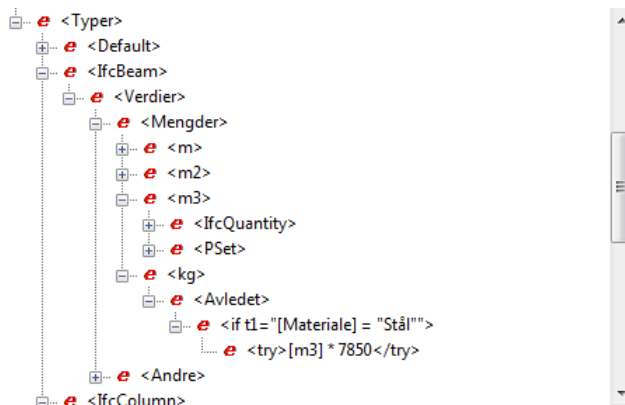 <Typer>
<Default>
<IfcBeam>
<Verdier>
<Mengder>
<m>
<m2>
<m3>
<IfcQuantity>
<PSet>
<kg>
<Avledet>
<if t1="[Materiale] = "Stål"">
<try>[m3] * 7850</try>
<Andre>
<IfcColumn>